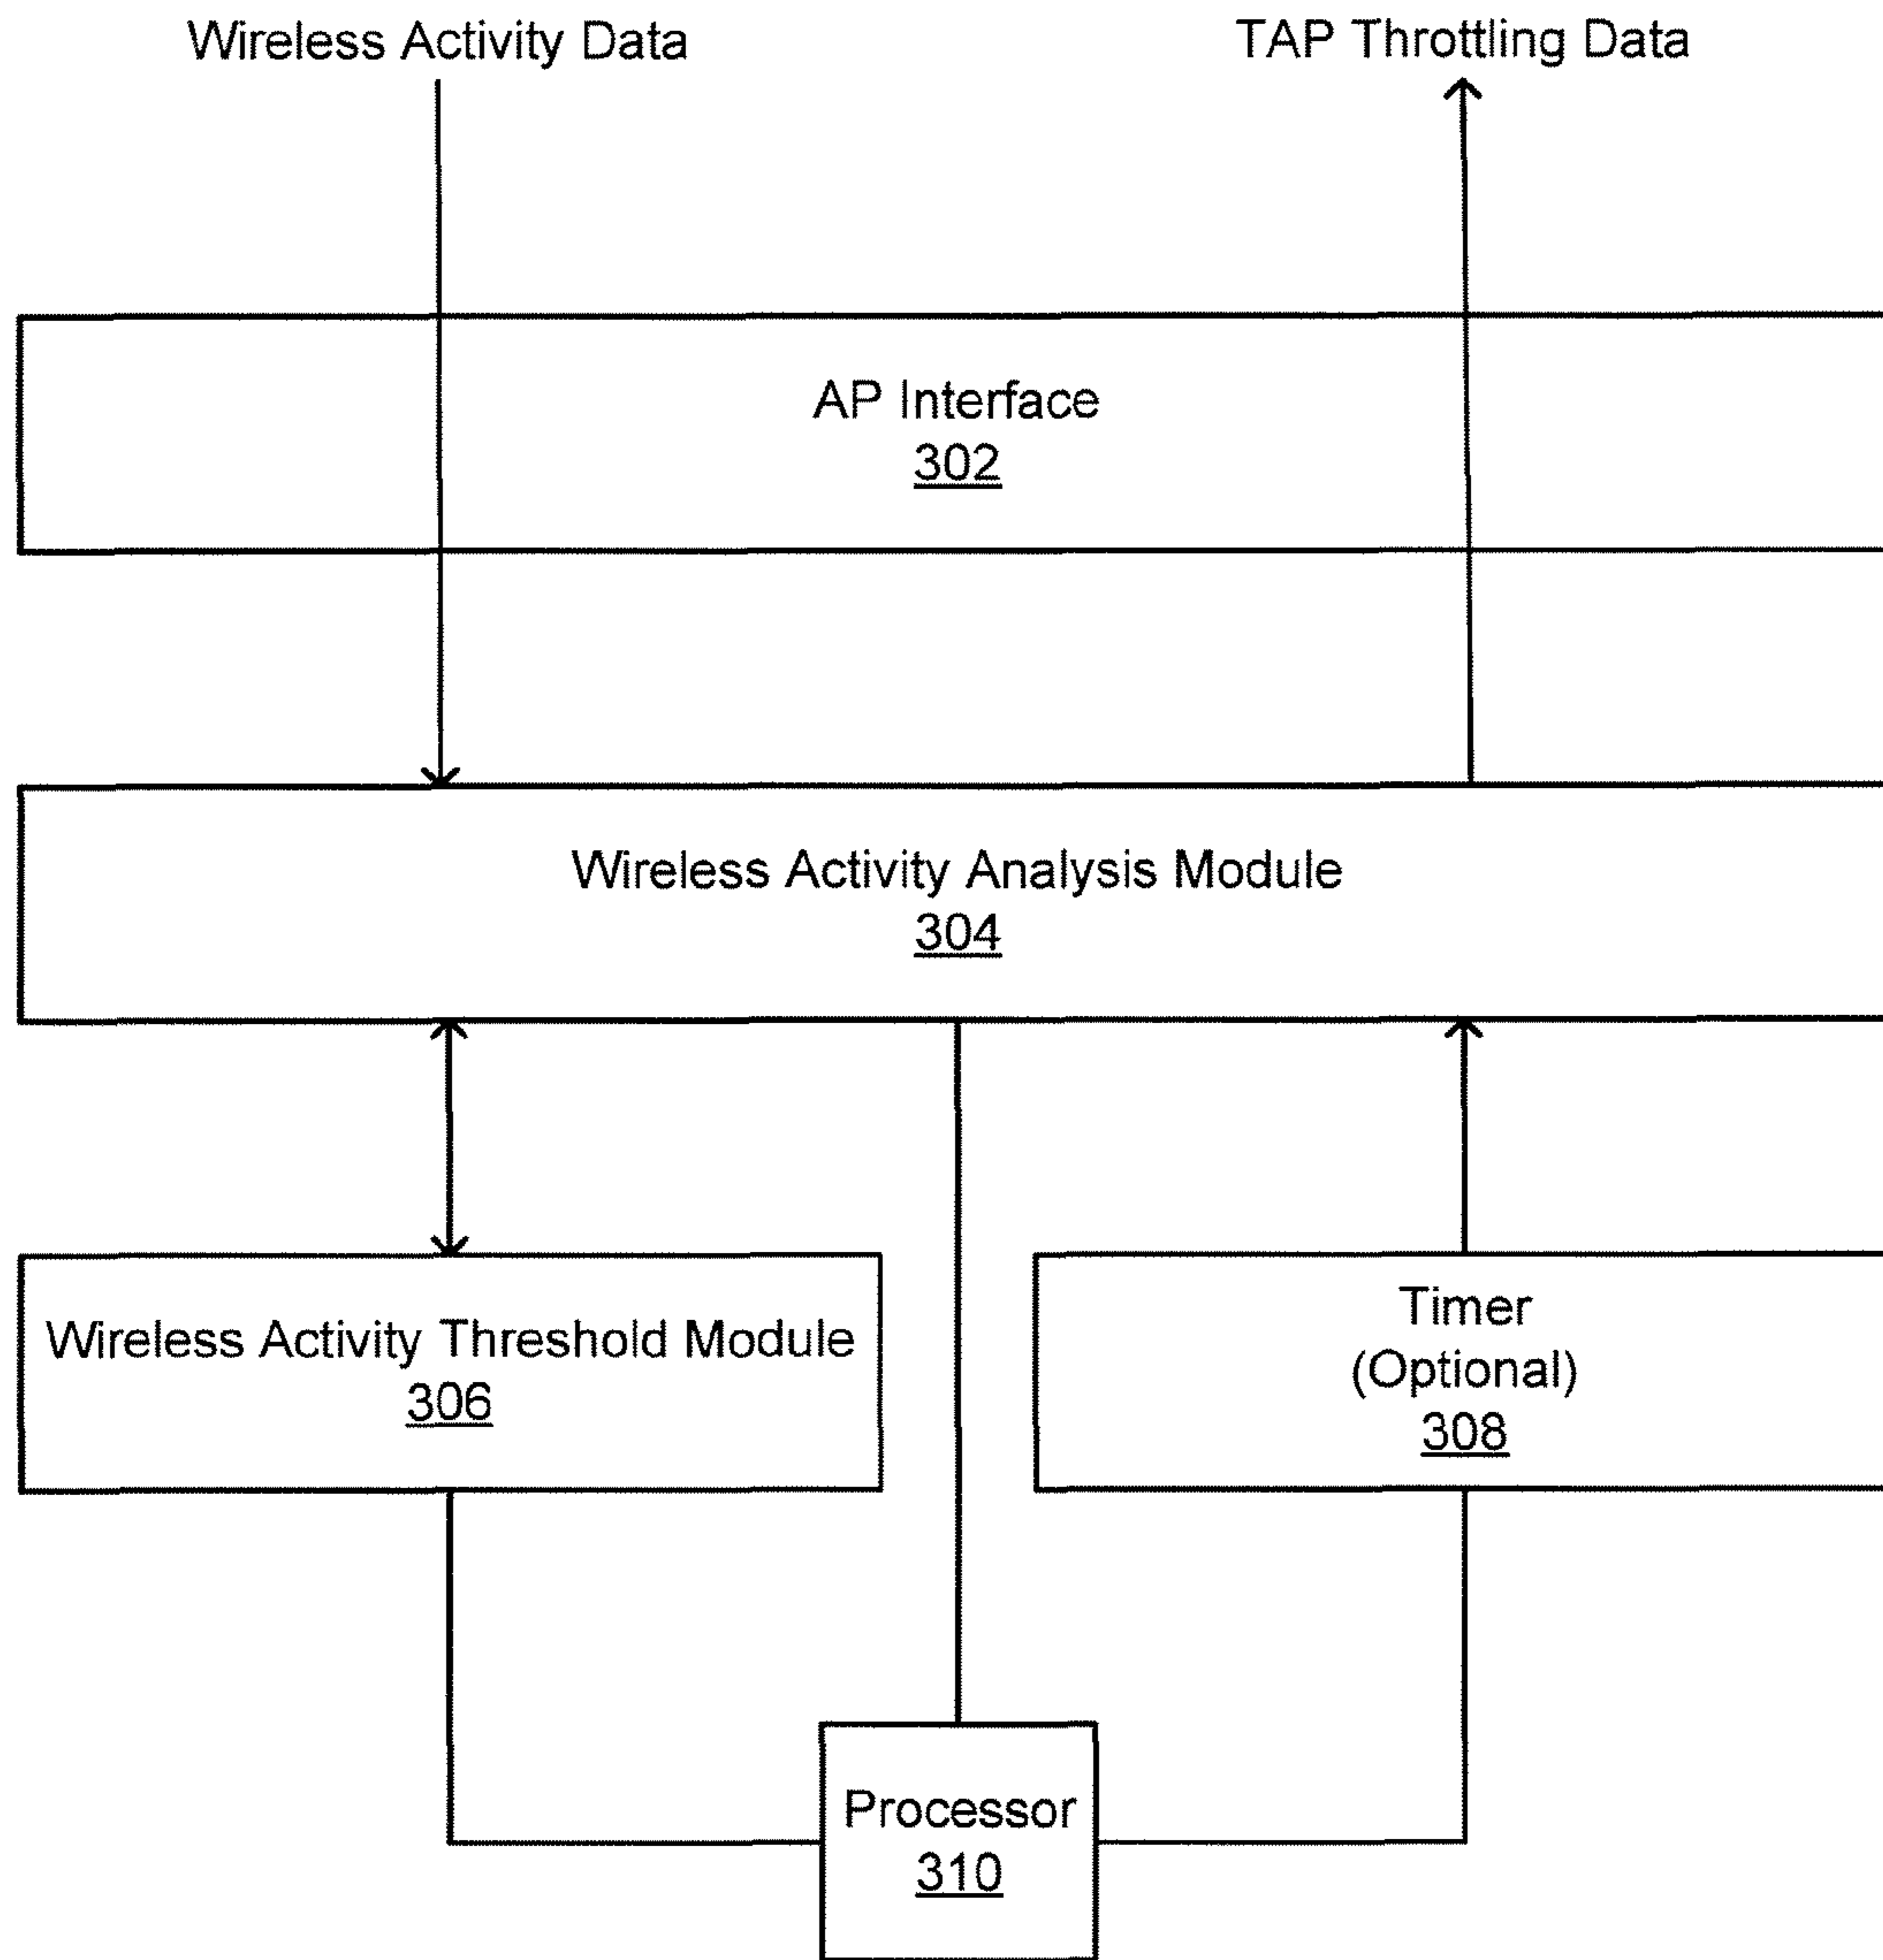 Wireless Activity Data
TAP Throttling Data
AP Interface
302
Wireless Activity Analysis Module
304
Wireless Activity Threshold Module
306
Timer
(Optional)
308
Processor
310